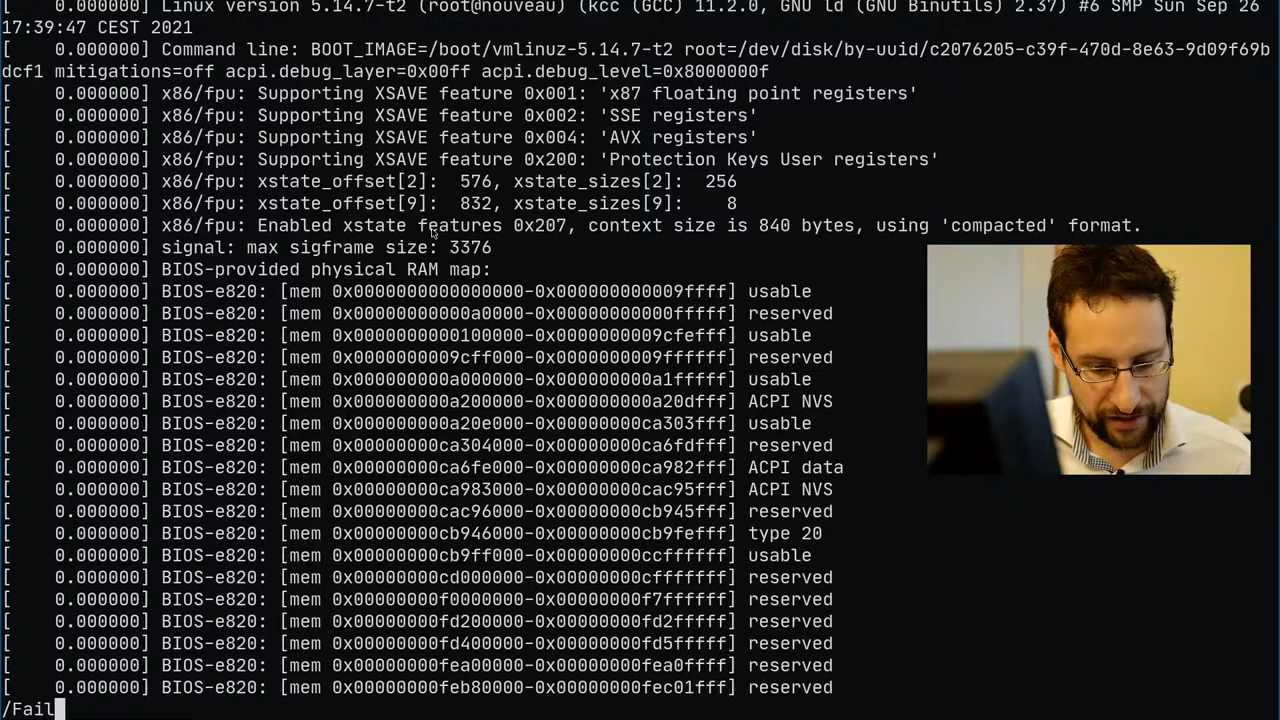 [    0.000000] Linux version 5.14.7-t2 (root@nouveau) (kcc (GCC) 11.2.0, GNU ld (GNU Binutils) 2.37) #6 SMP Sun Sep 26
17:39:47 CEST 2021
[    0.000000] Command line: BOOT_IMAGE=/boot/vmlinuz-5.14.7-t2 root=/dev/disk/by-uuid/c2076205-c39f-470d-8e63-9d09f69b
dcf1 mitigations=off acpi.debug_layer=0x00ff acpi.debug_level=0x8000000f
[    0.000000] x86/fpu: Supporting XSAVE feature 0x001: 'x87 floating point registers'
[    0.000000] x86/fpu: Supporting XSAVE feature 0x002: 'SSE registers'
[    0.000000] x86/fpu: Supporting XSAVE feature 0x004: 'AVX registers'
[    0.000000] x86/fpu: Supporting XSAVE feature 0x200: 'Protection Keys User registers'
[    0.000000] x86/fpu: xstate_offset[2]:  576, xstate_sizes[2]:  256
[    0.000000] x86/fpu: xstate_offset[9]:  832, xstate_sizes[9]:    8
[    0.000000] x86/fpu: Enabled xstate features 0x207, context size is 840 bytes, using 'compacted' format.
[    0.000000] signal: max sigframe size: 3376
[    0.000000] BIOS-provided physical RAM map:
[    0.000000] BIOS-e820: [mem 0x0000000000000000-0x000000000009ffff] usable
[    0.000000] BIOS-e820: [mem 0x00000000000a0000-0x00000000000fffff] reserved
[    0.000000] BIOS-e820: [mem 0x0000000000100000-0x0000000009cfefff] usable
[    0.000000] BIOS-e820: [mem 0x0000000009cff000-0x0000000009ffffff] reserved
[    0.000000] BIOS-e820: [mem 0x000000000a000000-0x000000000a1fffff] usable
[    0.000000] BIOS-e820: [mem 0x000000000a200000-0x000000000a20dfff] ACPI NVS
[    0.000000] BIOS-e820: [mem 0x000000000a20e000-0x00000000ca303fff] usable
[    0.000000] BIOS-e820: [mem 0x00000000ca304000-0x00000000ca6fdfff] reserved
[    0.000000] BIOS-e820: [mem 0x00000000ca6fe000-0x00000000ca982fff] ACPI data
[    0.000000] BIOS-e820: [mem 0x00000000ca983000-0x00000000cac95fff] ACPI NVS
[    0.000000] BIOS-e820: [mem 0x00000000cac96000-0x00000000cb945fff] reserved
[    0.000000] BIOS-e820: [mem 0x00000000cb946000-0x00000000cb9fefff] type 20
[    0.000000] BIOS-e820: [mem 0x00000000cb9ff000-0x00000000ccffffff] usable
[    0.000000] BIOS-e820: [mem 0x00000000cd000000-0x00000000cfffffff] reserved
[    0.000000] BIOS-e820: [mem 0x00000000f0000000-0x00000000f7ffffff] reserved
[    0.000000] BIOS-e820: [mem 0x00000000fd200000-0x00000000fd2fffff] reserved
[    0.000000] BIOS-e820: [mem 0x00000000fd400000-0x00000000fd5fffff] reserved
[    0.000000] BIOS-e820: [mem 0x00000000fea00000-0x00000000fea0ffff] reserved
[    0.000000] BIOS-e820: [mem 0x00000000feb80000-0x00000000fec01fff] reserved
/Fail